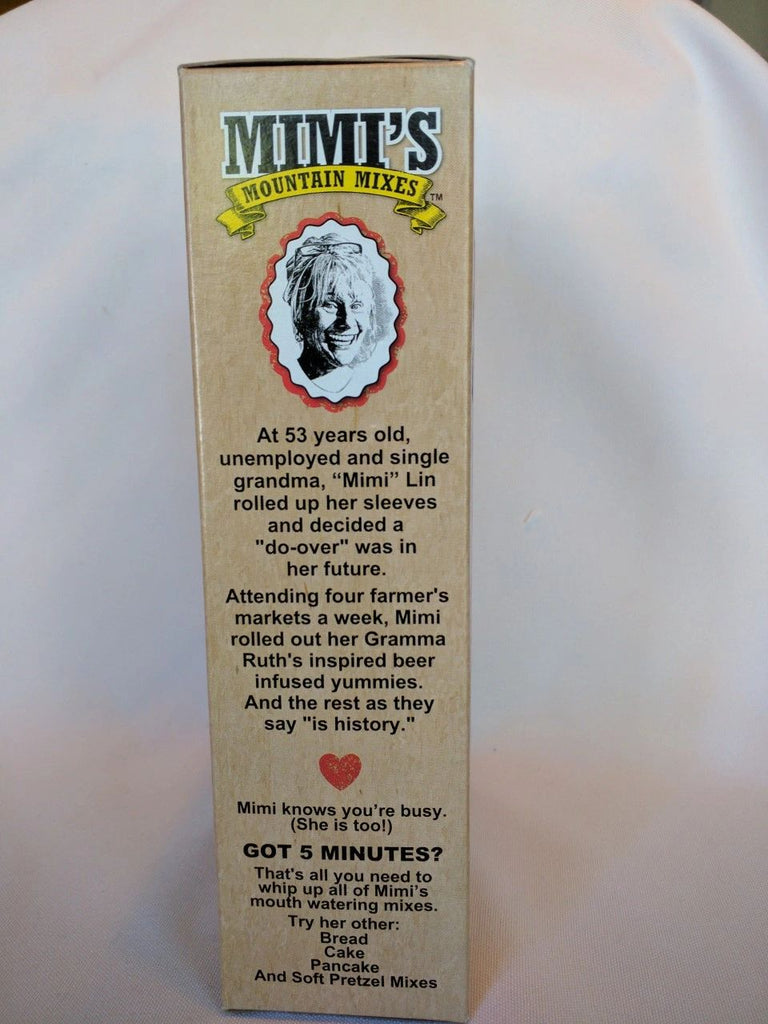 MIMI'S
MOUNTAIN MIXES
TM
At 53 years old,
unemployed and single
grandma, “Mimi” Lin
rolled up her sleeves
and decided a
"do-over" was in
her future.
Attending four farmer's
markets a week, Mimi
rolled out her Gramma
Ruth's inspired beer
infused yummies.
And the rest as they
say "is history."
Mimi knows you're busy.
(She is too!)
GOT 5 MINUTES?
That's all you need to
whip up all of Mimi's
mouth watering mixes.
Try her other:
Bread
Cake
Pancake
And Soft Pretzel Mixes